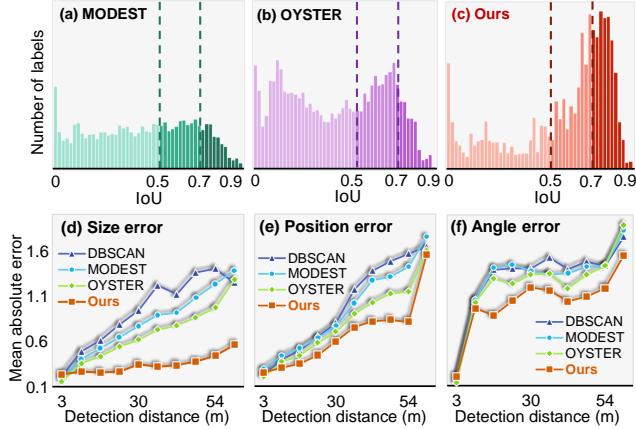 (a) MODEST
(b) OYSTER
(c) Ours
Number of labels
0 0.5 0.7 0.9
IoU
0 0.5 0.7 0.9
IoU
0 0.5 0.7 0.9
IoU
(d) Size error
(e) Position error
(f) Angle error
Mean absolute error
1.6
1.1
0.6
0.1
DBSCAN
MODEST
OYSTER
Ours
DBSCAN
MODEST
OYSTER
Ours
DBSCAN
MODEST
OYSTER
Ours
3 30 54
Detection distance (m)
3 30 54
Detection distance (m)
3 30 54
Detection distance (m)